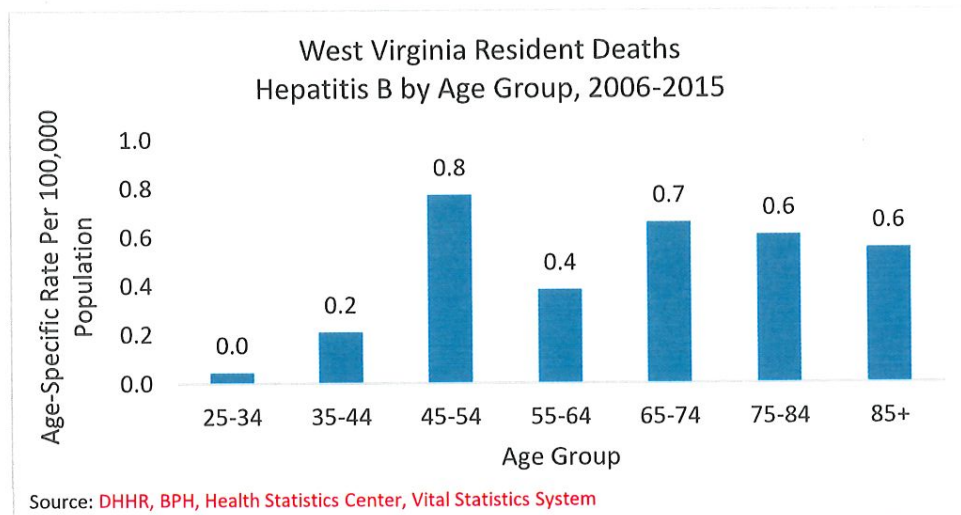 West Virginia Resident Deaths
Hepatitis B by Age Group, 2006-2015
Age-Specific Rate Per 100,000
Population
1.0
0.8
0.6
0.4
0.2
0.0
0.0
0.2
0.8
0.4
0.7
0.6
0.6
25-34 35-44 45-54 55-64 65-74 75-84 85+
Age Group
Source: DHHR, BPH, Health Statistics Center, Vital Statistics System